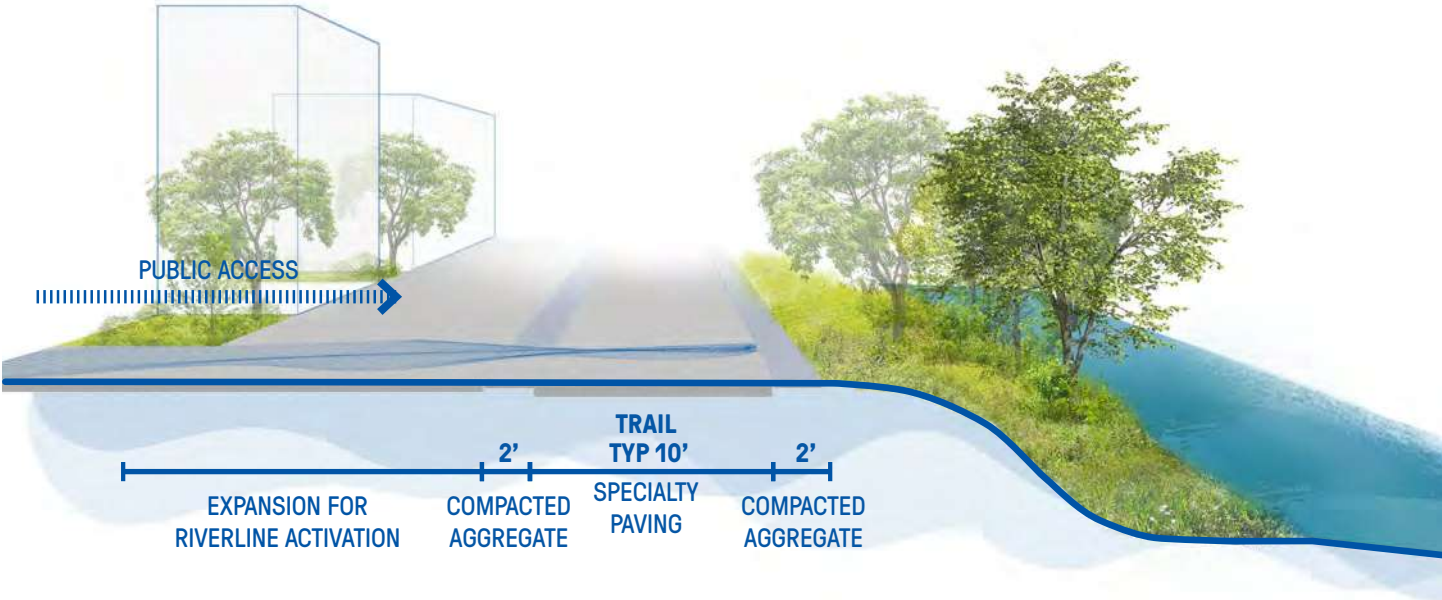 PUBLIC ACCESS
TRAIL
2’ TYP 10’ 2’
EXPANSION FOR
RIVERLINE ACTIVATION
COMPACTED
AGGREGATE
SPECIALTY
PAVING
COMPACTED
AGGREGATE